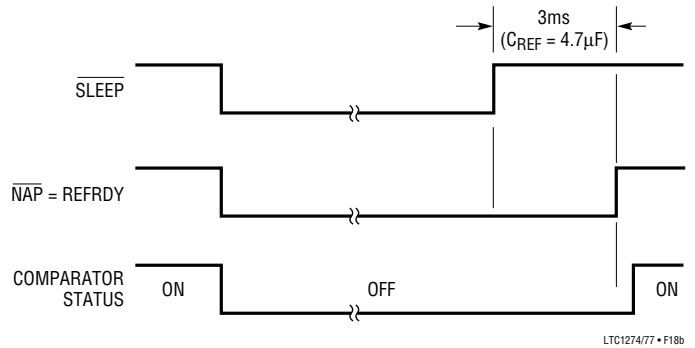 3ms
(CREF = 4.7µF)
SLEEP
NAP = REFRDY
COMPARATOR
STATUS
ON
OFF
ON
LTC1274/77 • F18b